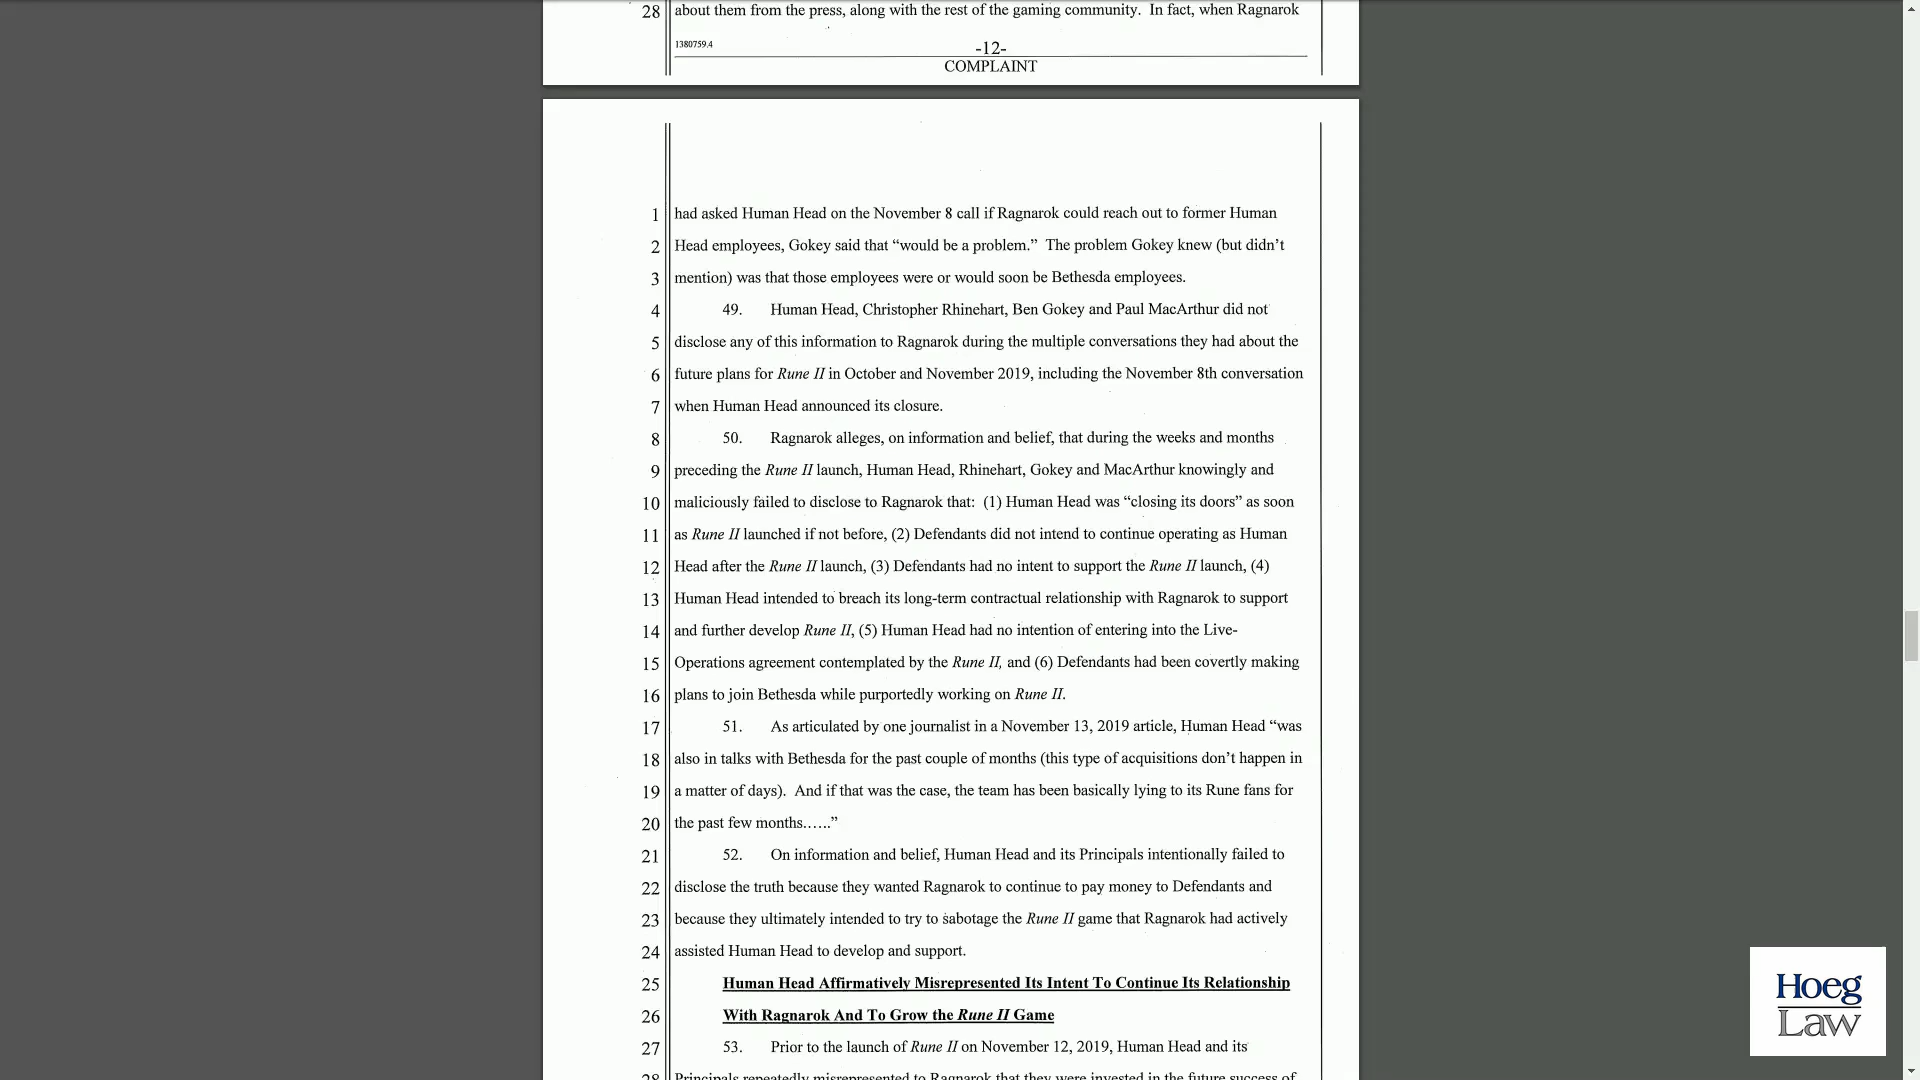 28 about them from the press, along with the rest of the gaming community. In fact, when Ragnarok
1380759.4
-12-
COMPLAINT
1 had asked Human Head on the November 8 call if Ragnarok could reach out to former Human
2 Head employees, Gokey said that “would be a problem.” The problem Gokey knew (but didn’t
3 mention) was that those employees were or would soon be Bethesda employees.
4 49. Human Head, Christopher Rhinehart, Ben Gokey and Paul MacArthur did not
5 disclose any of this information to Ragnarok during the multiple conversations they had about the
6 future plans for Rune II in October and November 2019, including the November 8th conversation
7 when Human Head announced its closure.
8 50. Ragnarok alleges, on information and belief, that during the weeks and months
9 preceding the Rune II launch, Human Head, Rhinehart, Gokey and MacArthur knowingly and
10 maliciously failed to disclose to Ragnarok that: (1) Human Head was “closing its doors” as soon
11 as Rune II launched if not before, (2) Defendants did not intend to continue operating as Human
12 Head after the Rune II launch, (3) Defendants had no intent to support the Rune II launch, (4)
13 Human Head intended to breach its long-term contractual relationship with Ragnarok to support
14 and further develop Rune II, (5) Human Head had no intention of entering into the Live-
15 Operations agreement contemplated by the Rune II, and (6) Defendants had been covertly making
16 plans to join Bethesda while purportedly working on Rune II.
17 51. As articulated by one journalist in a November 13, 2019 article, Human Head “was
18 also in talks with Bethesda for the past couple of months (this type of acquisitions don’t happen in
19 a matter of days). And if that was the case, the team has been basically lying to its Rune fans for
20 the past few months……”
21 52. On information and belief, Human Head and its Principals intentionally failed to
22 disclose the truth because they wanted Ragnarok to continue to pay money to Defendants and
23 because they ultimately intended to try to sabotage the Rune II game that Ragnarok had actively
24 assisted Human Head to develop and support.
25 Human Head Affirmatively Misrepresented Its Intent To Continue Its Relationship
26 With Ragnarok And To Grow the Rune II Game
27 53. Prior to the launch of Rune II on November 12, 2019, Human Head and its
28 Principals repeatedly misrepresented to Ragnarok that they were invested in the future success of
Hoeg
Law